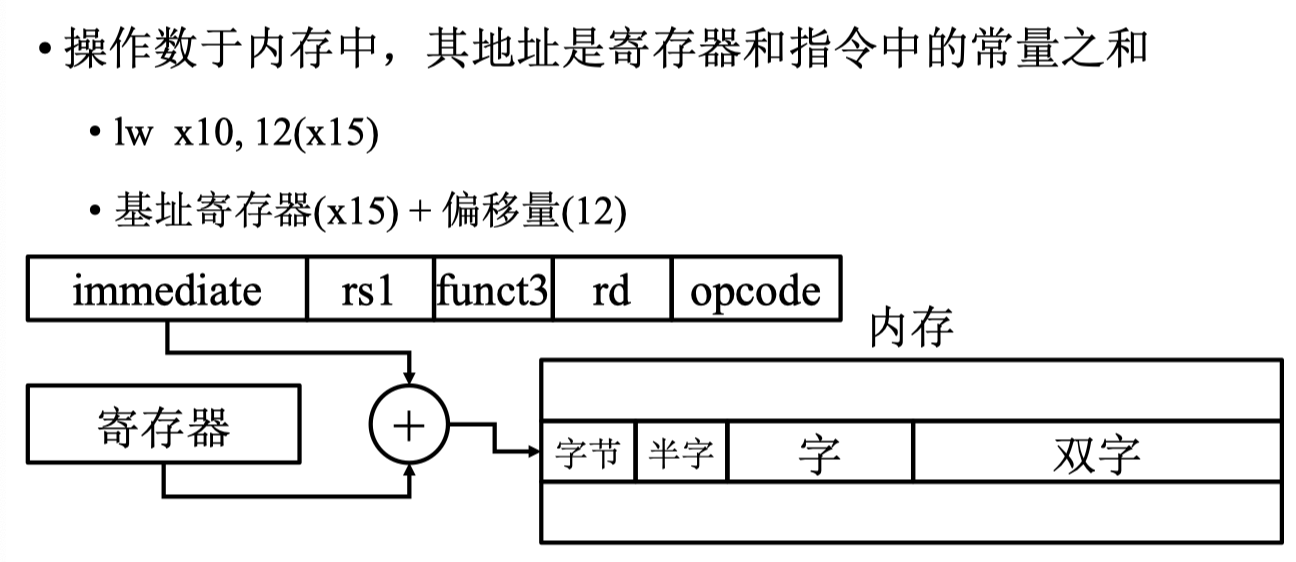 • 操作数于内存中，其地址是寄存器和指令中的常量之和
• lw x10, 12(x15)
• 基址寄存器(x15) + 偏移量(12)
immediate rs1 funct3 rd opcode
内存
寄存器 +
字节 半字 字 双字